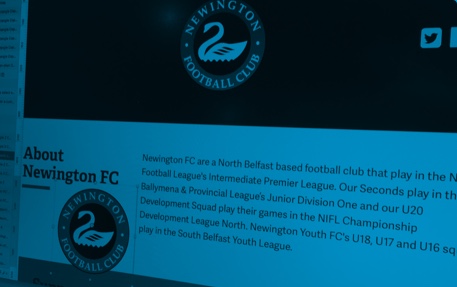 NEWINGTON
FOOTBALL CLUB
About
Newington FC
NEWINGTON
FOOTBALL CLUB
Newington FC are a North Belfast based football club that play in the N
Football League's Intermediate Premier League. Our Seconds play in th
Ballymena & Provincial League's Junior Division One and our U20
Development Squad play their games in the NIFL Championship
Development League North. Newington Youth FC's U18, U17 and U16 sq
play in the South Belfast Youth League.